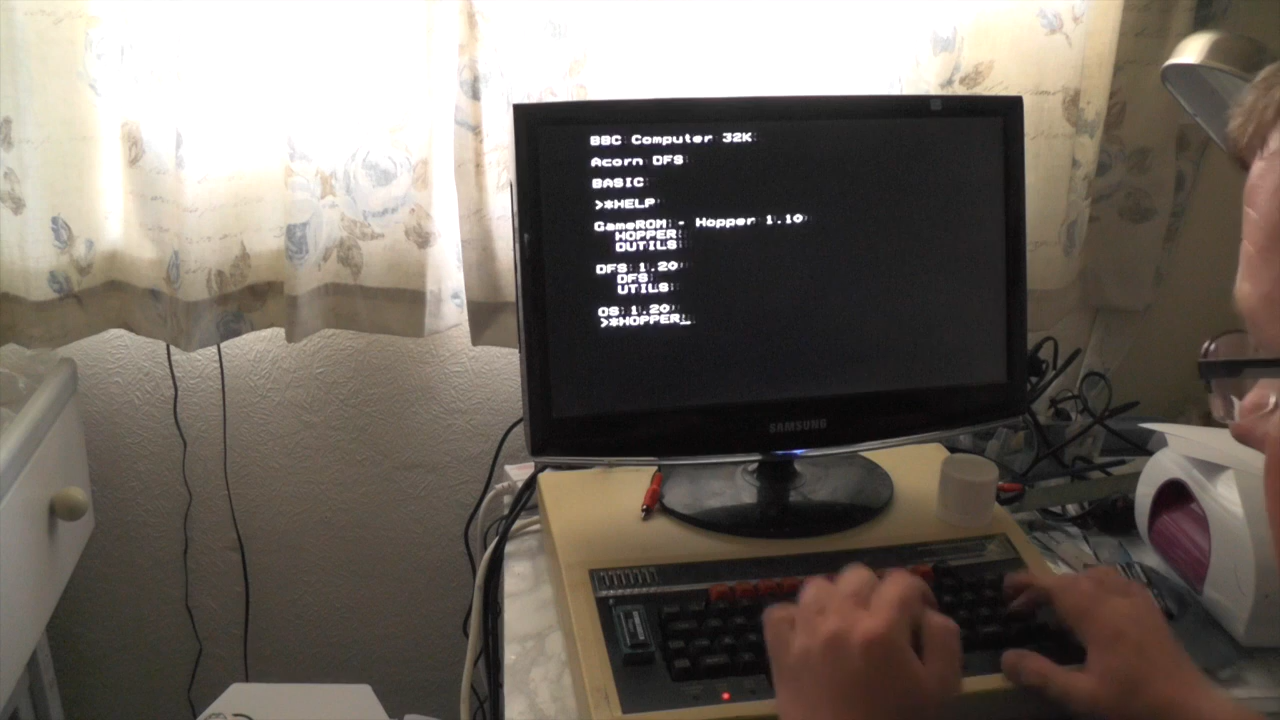 BBC Computer 32K
Acorn DFS
BASIC
>*HELP
GameROM - Hopper 1.10
HOPPER
DUTILS
DFS 1.20
DFS
UTILS
OS 1.20
>*HOPPER_
SAMSUNG